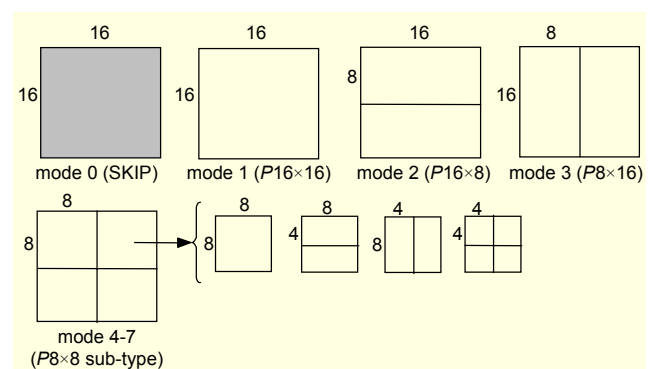 16 16 16 8
16 16 8 16
mode 0 (SKIP) mode 1 (P16×16) mode 2 (P16×8) mode 3 (P8×16)
8 8 8 4 4
8 8 4 8 4
mode 4-7
(P8×8 sub-type)